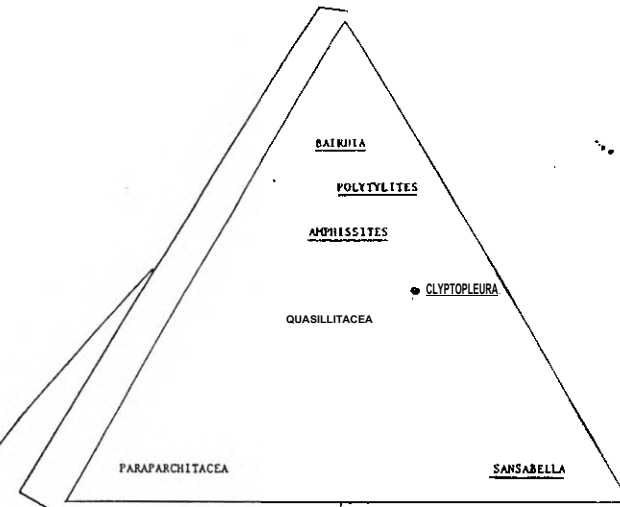 BAIRDIA
POLYTYLITES
AMPHISSITES
CLYPTOPLEURA
QUASILLITACEA
PARAPARCHITACEA
SANSABELLA